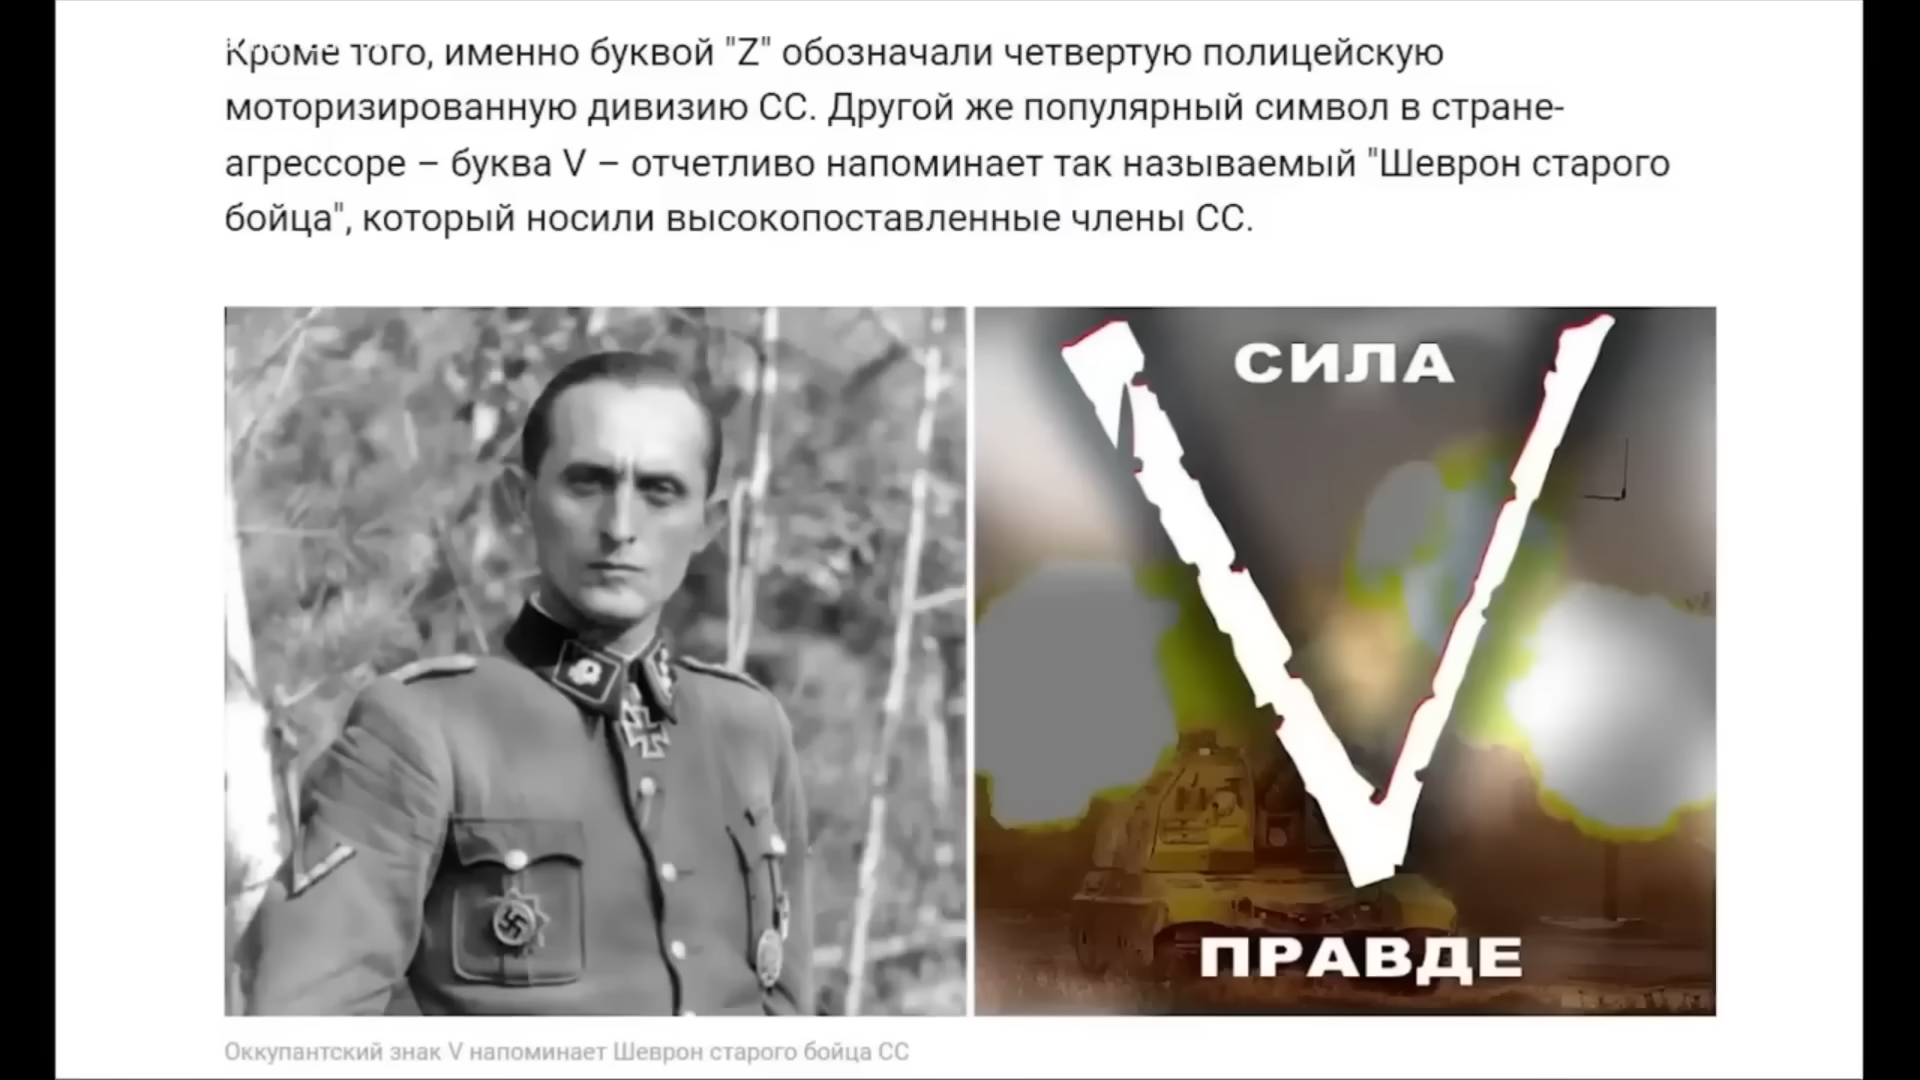 Кроме того, именно буквой "Z" обозначали четвертую полицейскую
моторизированную дивизию СС. Другой же популярный символ в стране-
агрессоре – буква V – отчетливо напоминает так называемый "Шеврон старого
бойца", который носили высокопоставленные члены СС.
СИЛА
V
ПРАВДЕ
Оккупантский знак V напоминает Шеврон старого бойца СС